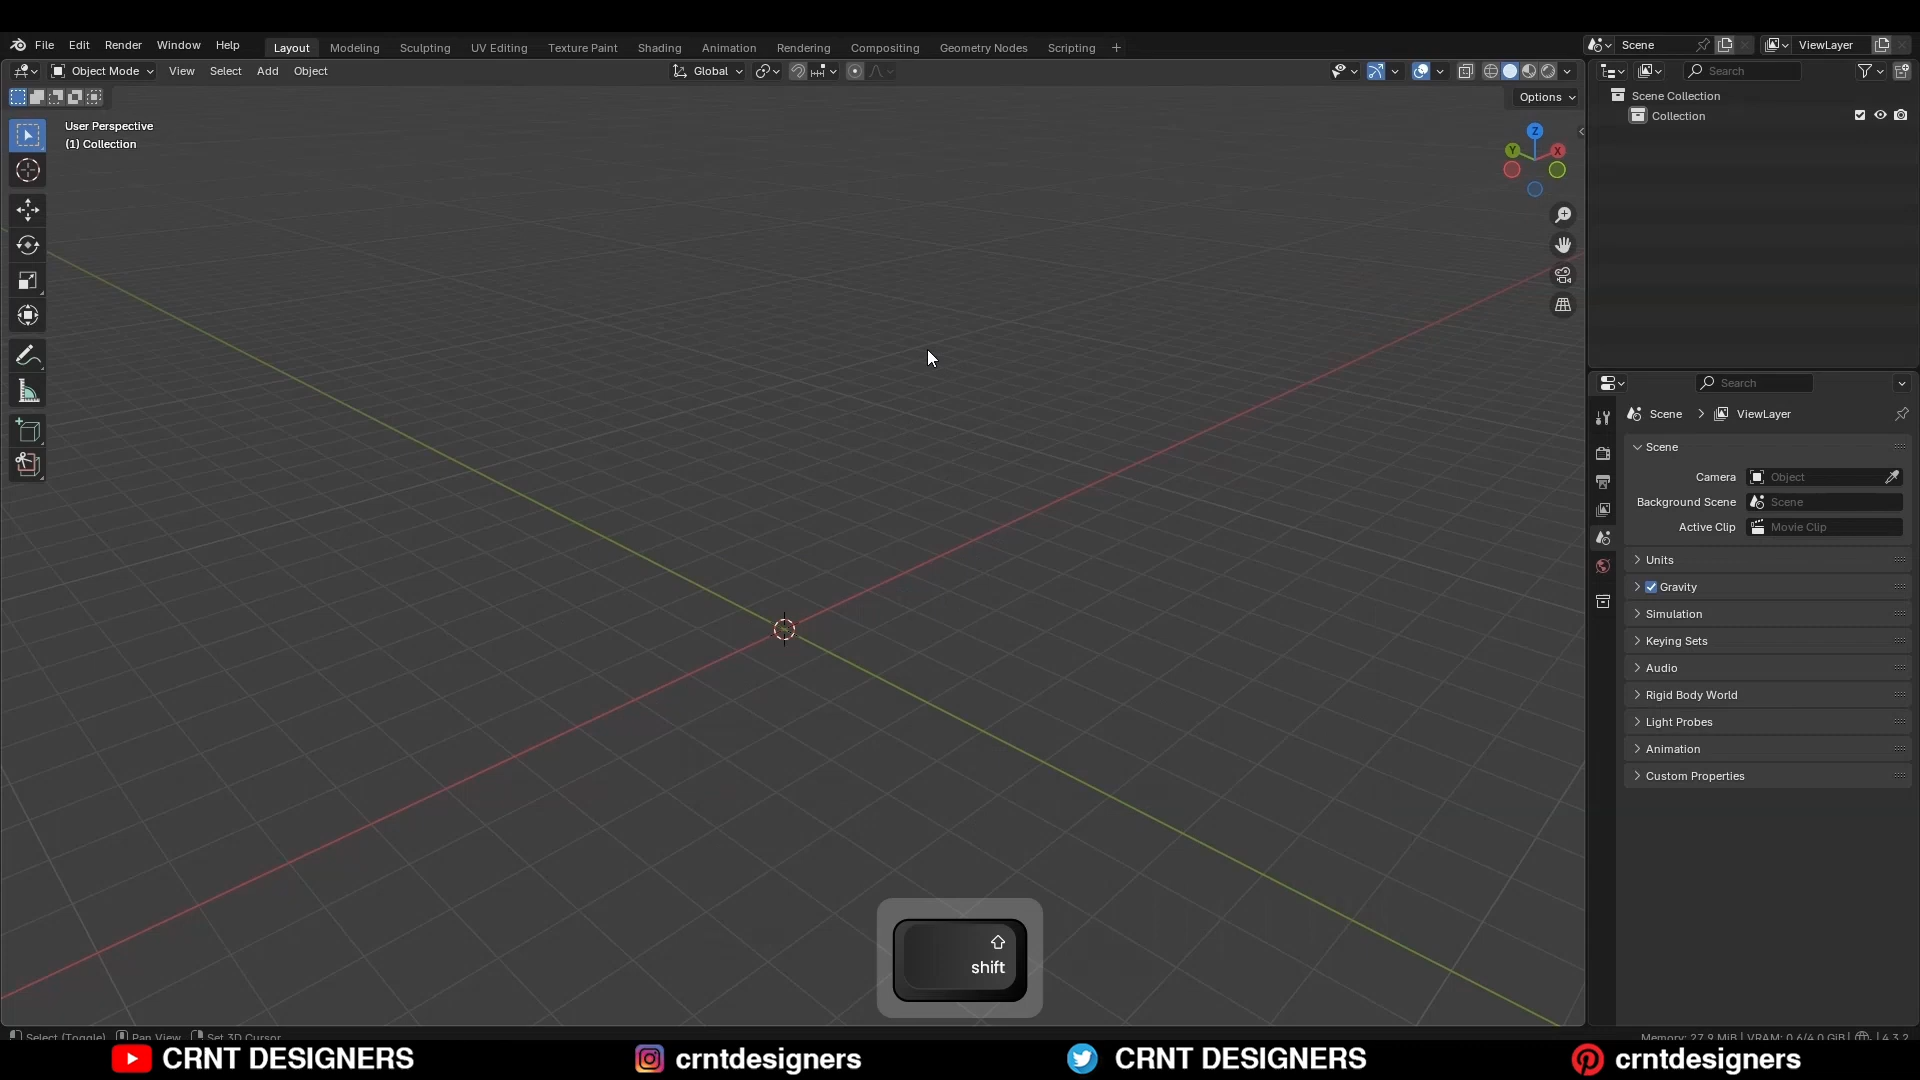 File Edit Render Window Help Layout Modeling Sculpting UV Editing Texture Paint Shading Animation Rendering Compositing Geometry Nodes Scripting + Scene ViewLayer
Object Mode View Select Add Object Global Search
Options
User Perspective
(1) Collection
Z
Y X
Scene Collection
Collection
Search
Scene > ViewLayer
Scene
Camera Object
Background Scene Scene
Active Clip Movie Clip
Units
Gravity
Simulation
Keying Sets
Audio
Rigid Body World
Light Probes
Animation
Custom Properties
shift
Select (Toggle) Pan View Set 3D Cursor Memory: 27.9 MiB | VRAM: 0.6/4.0 GiB | 4.3.2
CRNT DESIGNERS crntdesigners CRNT DESIGNERS crntdesigners